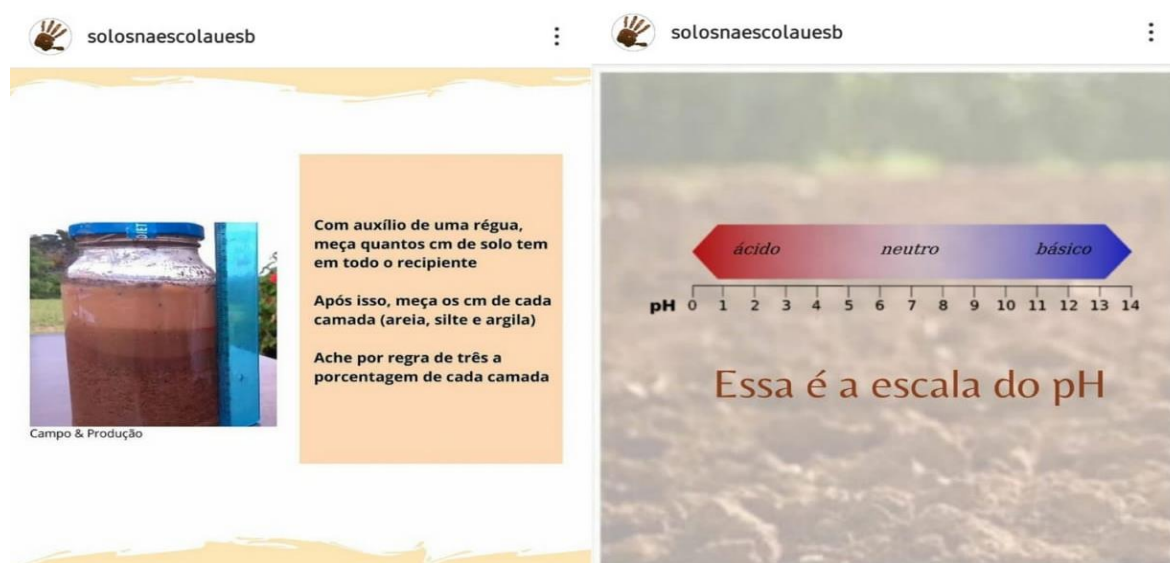 solosnaescolauesb
Com auxílio de uma régua,
meça quantos cm de solo tem
em todo o recipiente
Após isso, meça os cm de cada
camada (areia, silte e argila)
Ache por regra de três a
porcentagem de cada camada
Campo & Produção
solosnaescolauesb
ácido neutro básico
pH 0 1 2 3 4 5 6 7 8 9 10 11 12 13 14
Essa é a escala do pH